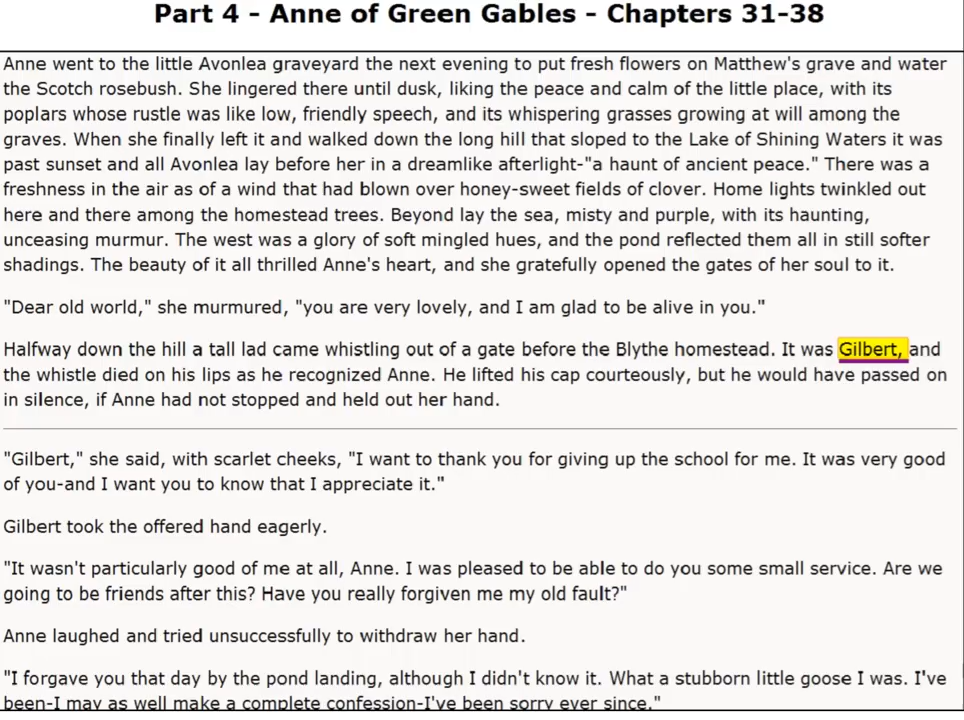 Part 4 - Anne of Green Gables - Chapters 31-38
Anne went to the little Avonlea graveyard the next evening to put fresh flowers on Matthew's grave and water
the Scotch rosebush. She lingered there until dusk, liking the peace and calm of the little place, with its
poplars whose rustle was like low, friendly speech, and its whispering grasses growing at will among the
graves. When she finally left it and walked down the long hill that sloped to the Lake of Shining Waters it was
past sunset and all Avonlea lay before her in a dreamlike afterlight-"a haunt of ancient peace." There was a
freshness in the air as of a wind that had blown over honey-sweet fields of clover. Home lights twinkled out
here and there among the homestead trees. Beyond lay the sea, misty and purple, with its haunting,
unceasing murmur. The west was a glory of soft mingled hues, and the pond reflected them all in still softer
shadings. The beauty of it all thrilled Anne's heart, and she gratefully opened the gates of her soul to it.
"Dear old world," she murmured, "you are very lovely, and I am glad to be alive in you."
Halfway down the hill a tall lad came whistling out of a gate before the Blythe homestead. It was Gilbert, and
the whistle died on his lips as he recognized Anne. He lifted his cap courteously, but he would have passed on
in silence, if Anne had not stopped and held out her hand.
"Gilbert," she said, with scarlet cheeks, "I want to thank you for giving up the school for me. It was very good
of you-and I want you to know that I appreciate it."
Gilbert took the offered hand eagerly.
"It wasn't particularly good of me at all, Anne. I was pleased to be able to do you some small service. Are we
going to be friends after this? Have you really forgiven me my old fault?"
Anne laughed and tried unsuccessfully to withdraw her hand.
"I forgave you that day by the pond landing, although I didn't know it. What a stubborn little goose I was. I've
been-I may as well make a complete confession-I've been sorry ever since."